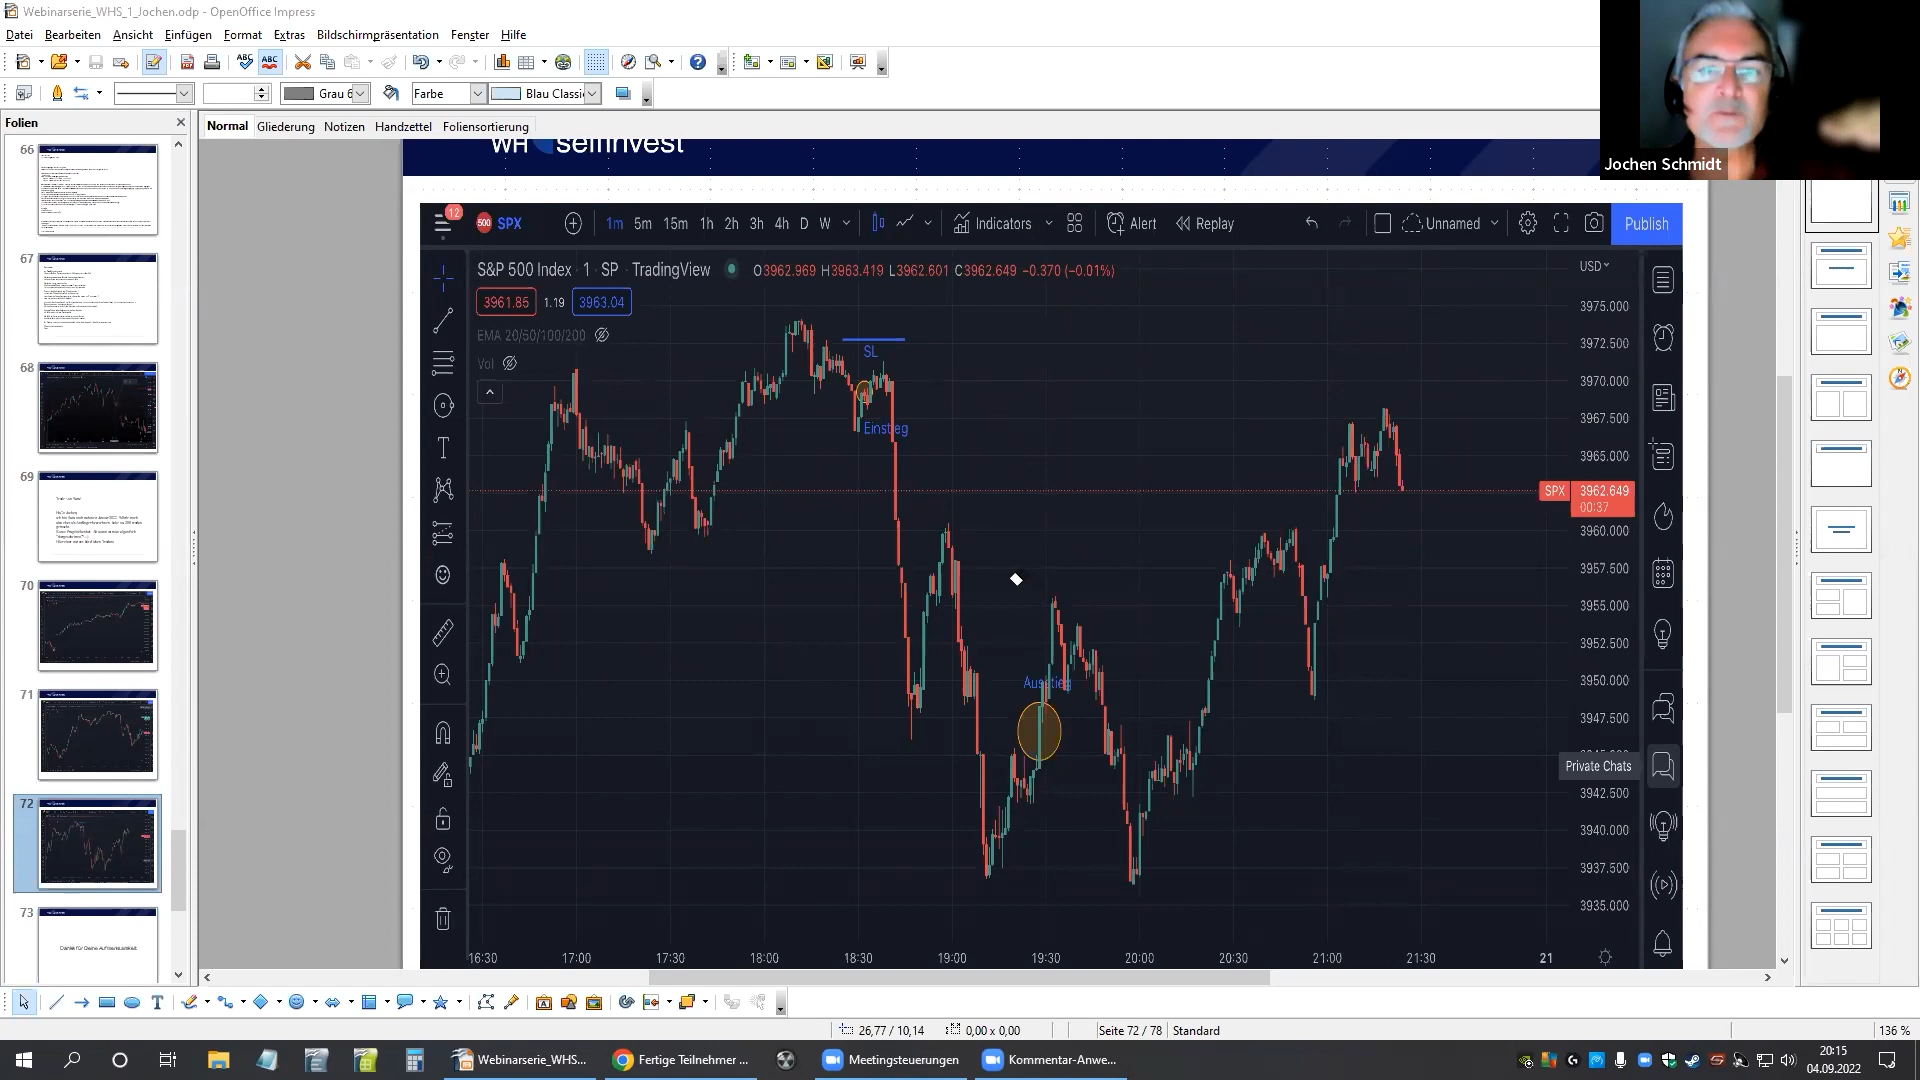 Webinarserie_WHS_1_Jochen.odp - OpenOffice Impress
Datei Bearbeiten Ansicht Einfügen Format Extras Bildschirmpräsentation Fenster Hilfe
Grau 6 Farbe Blau Classi
Folien
Normal Gliederung Notizen Handzettel Foliensortierung
Jochen Schmidt
WH selfinvest
12
500 SPX 1m 5m 15m 1h 2h 3h 4h D W Indicators Alert Replay Unnamed Publish
S&P 500 Index · 1 · SP · TradingView O3962.969 H3963.419 L3962.601 C3962.649 −0.370 (−0.01%)
USD
3961.85 1.19 3963.04
EMA 20/50/100/200
Vol
SL
Einstieg
Ausstieg
3975.000
3972.500
3970.000
3967.500
3965.000
SPX 3962.649
00:37
3960.000
3957.500
3955.000
3952.500
3950.000
3947.500
Private Chats
3942.500
3940.000
3937.500
3935.000
16:30 17:00 17:30 18:00 18:30 19:00 19:30 20:00 20:30 21:00 21:30 21
66
67
68
69
70
71
72
73
Danke für Deine Aufmerksamkeit
26,77 / 10,14 0,00 x 0,00 Seite 72 / 78 Standard 136 %
Webinarserie_WHS... Fertige Teilnehmer ... Meetingsteuerungen Kommentar-Anwe...
20:15
04.09.2022